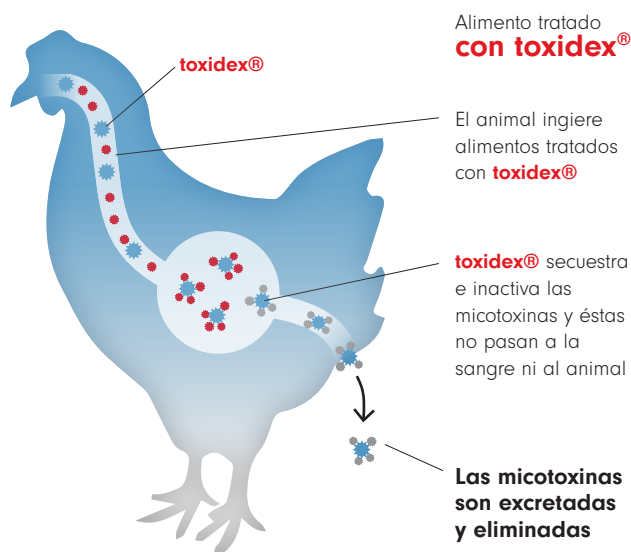 Alimento tratado
con toxidex®
toxidex®
El animal ingiere
alimentos tratados
con toxidex®
toxidex® secuestra
e inactiva las
micotoxinas y éstas
no pasan a la
sangre ni al animal
Las micotoxinas
son excretadas
y eliminadas